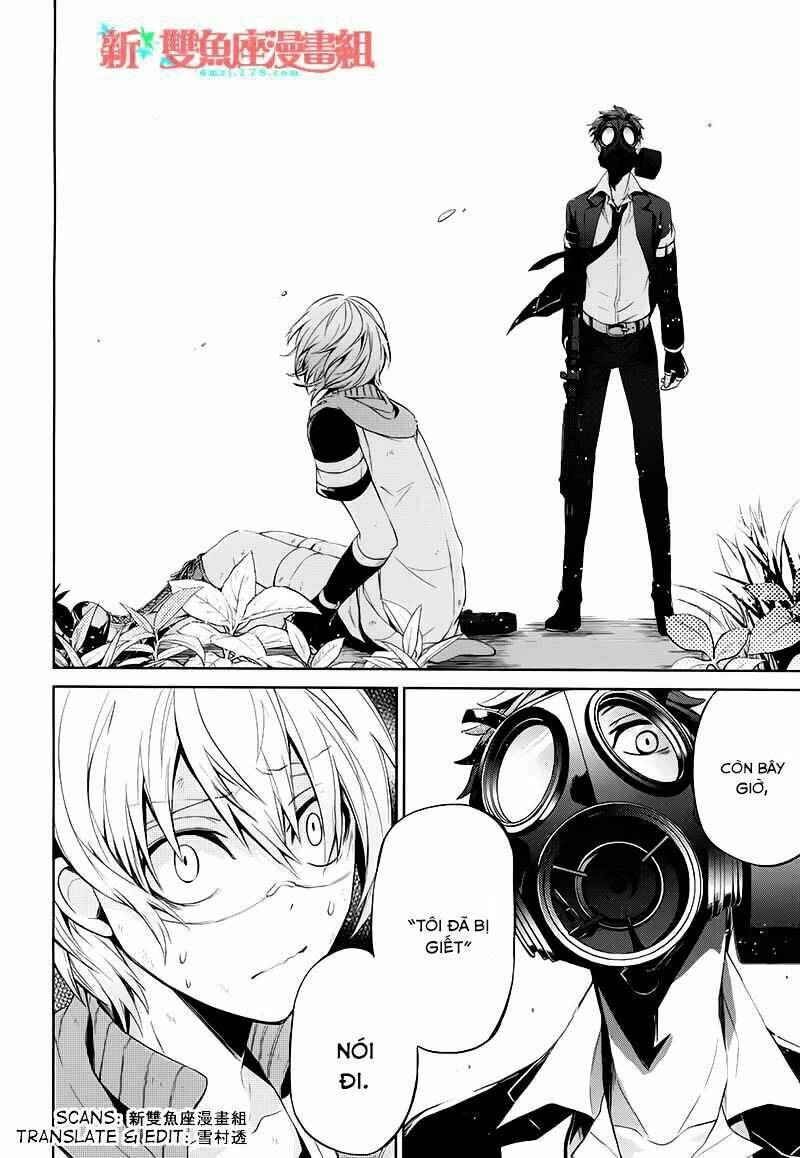 新 雙魚座漫畫組
dmzj.178.com
CÒN BÂY
GIỜ,
"TÔI ĐÃ BỊ
GIẾT"
NÓI
ĐI.
SCANS: 新雙魚座漫畫組
TRANSLATE & EDIT: 雪村透